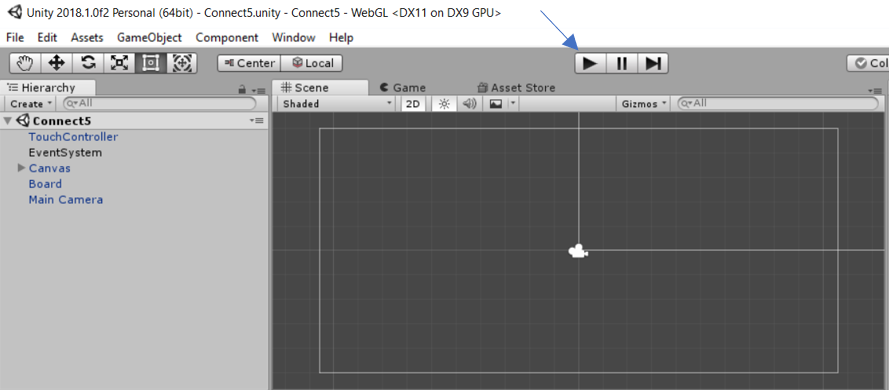 Unity 2018.1.0f2 Personal (64bit) - Connect5.unity - Connect5 - WebGL <DX11 on DX9 GPU>
File Edit Assets GameObject Component Window Help
Center Local Col
Hierarchy Scene Game Asset Store
Create All Shaded 2D Gizmos All
Connect5
TouchController
EventSystem
Canvas
Board
Main Camera